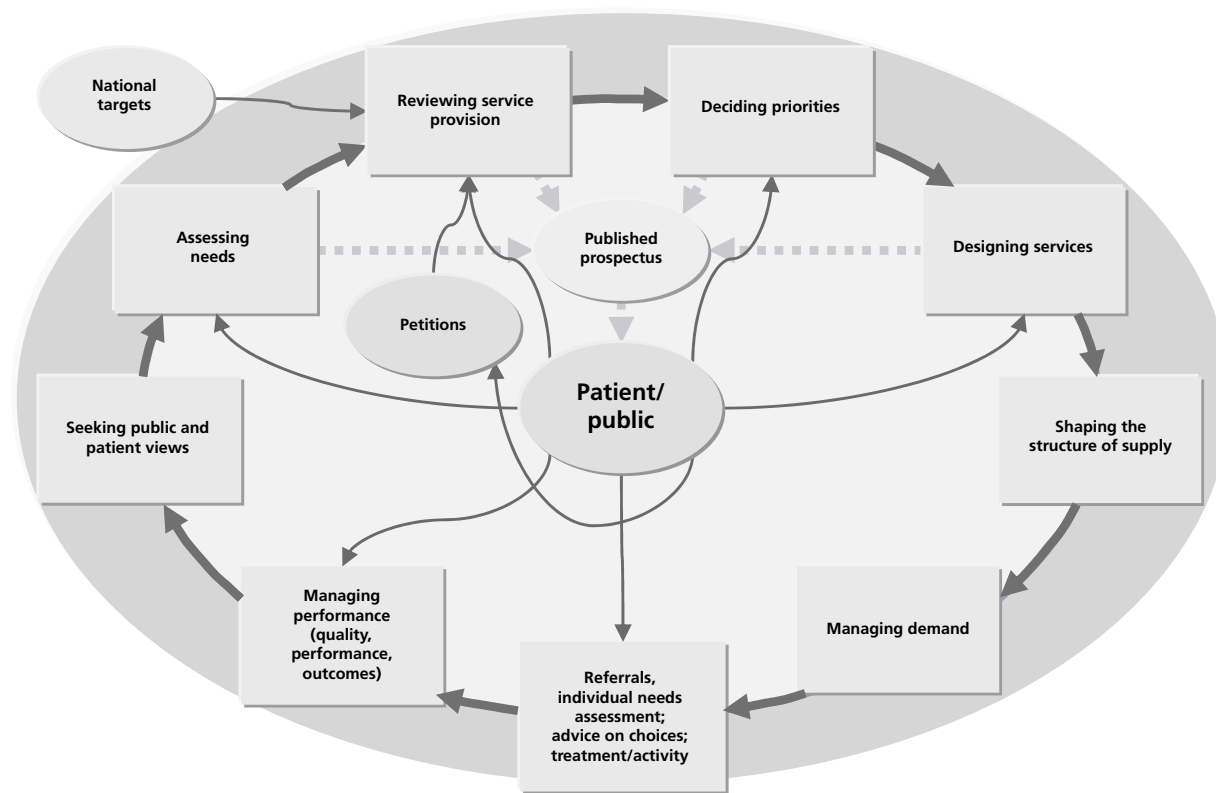 National
targets
Reviewing service
provision
Deciding priorities
Assessing
needs
Published
prospectus
Designing services
Petitions
Patient/
public
Seeking public and
patient views
Shaping the
structure of supply
Managing
performance
(quality,
performance,
outcomes)
Managing demand
Referrals,
individual needs
assessment;
advice on choices;
treatment/activity